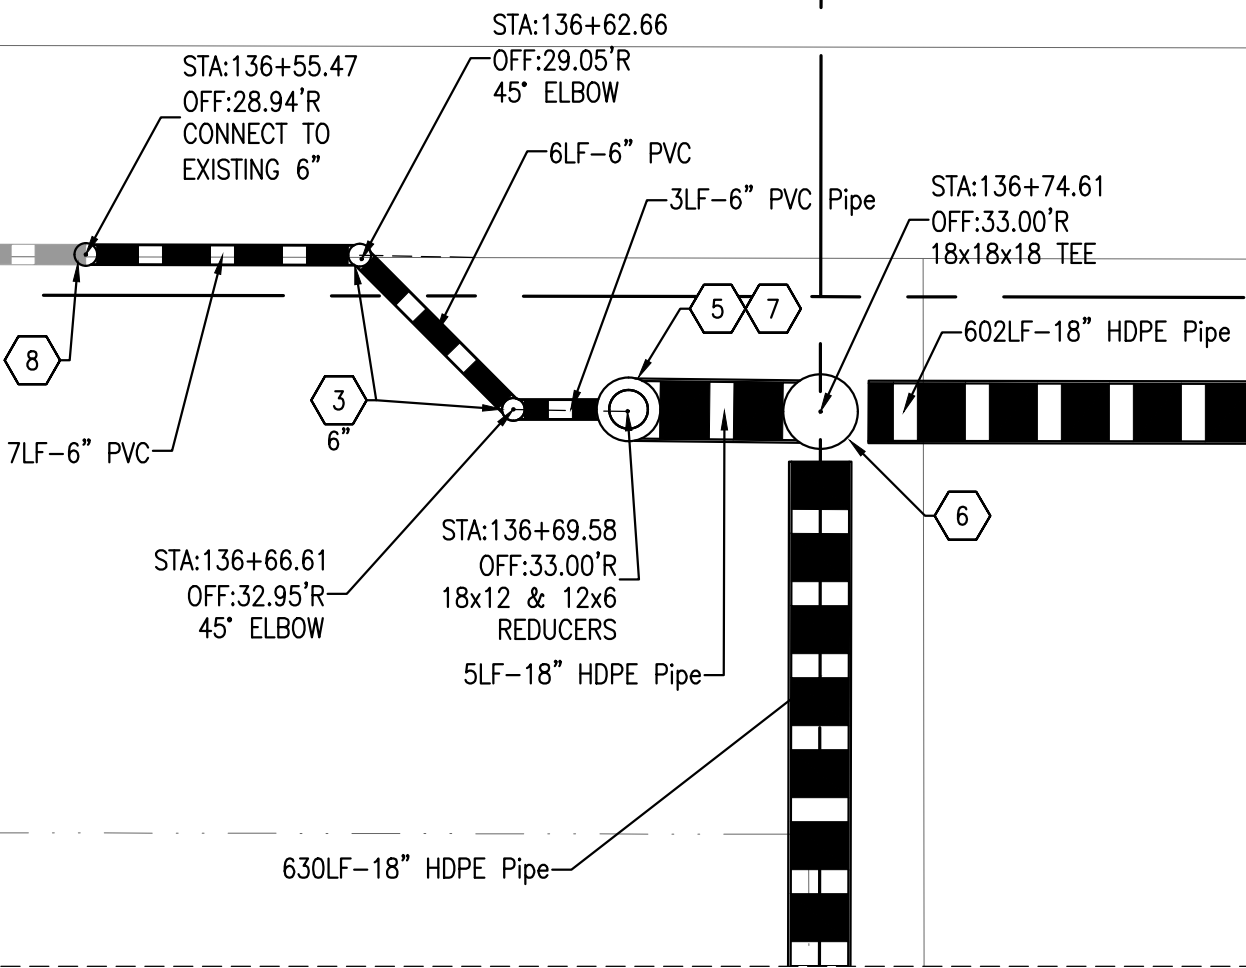 STA:136+62.66
OFF:29.05'R
45° ELBOW
STA:136+55.47
OFF:28.94'R
CONNECT TO
EXISTING 6”
6LF-6” PVC
3LF-6” PVC Pipe
STA:136+74.61
OFF:33.00'R
18x18x18 TEE
5
7
602LF-18” HDPE Pipe
8
3
6”
7LF-6” PVC
6
STA:136+69.58
OFF:33.00'R
18x12 & 12x6
REDUCERS
STA:136+66.61
OFF:32.95'R
45° ELBOW
5LF-18” HDPE Pipe
630LF-18” HDPE Pipe